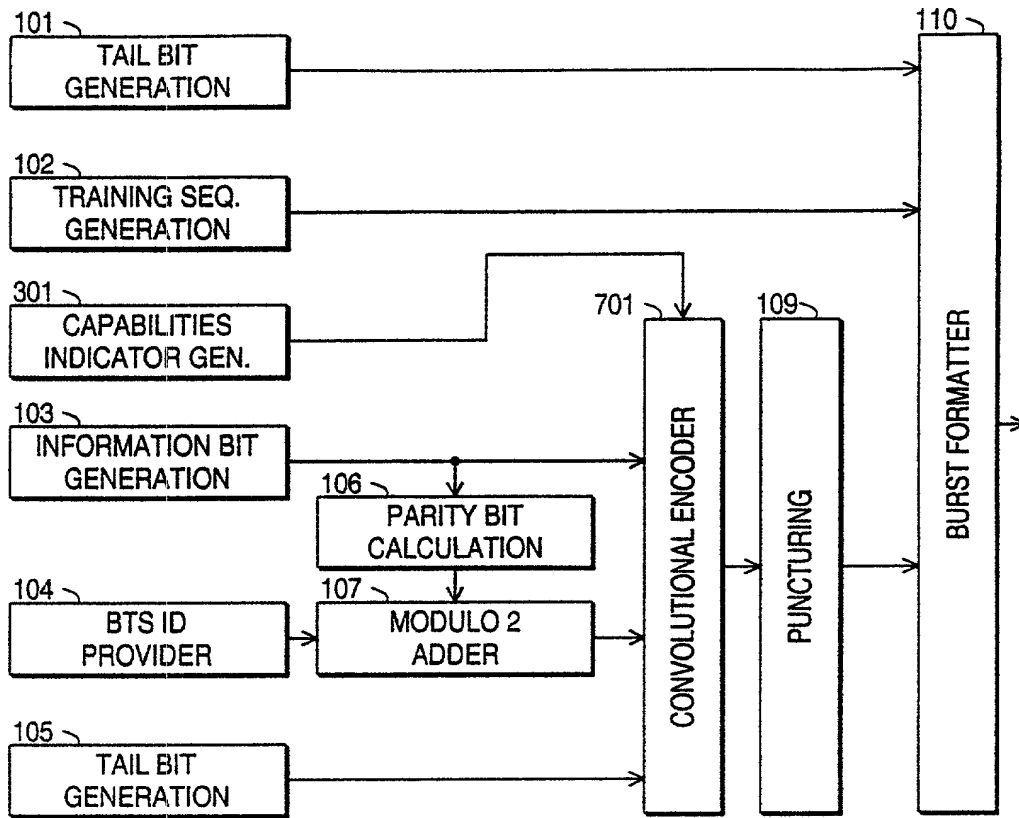 101
TAIL BIT
GENERATION
110
102
TRAINING SEQ.
GENERATION
301
CAPABILITIES
INDICATOR GEN.
701
109
103
INFORMATION BIT
GENERATION
106
PARITY BIT
CALCULATION
104
BTS ID
PROVIDER
107
MODULO 2
ADDER
105
TAIL BIT
GENERATION
CONVOLUTIONAL ENCODER
PUNCTURING
BURST FORMATTER